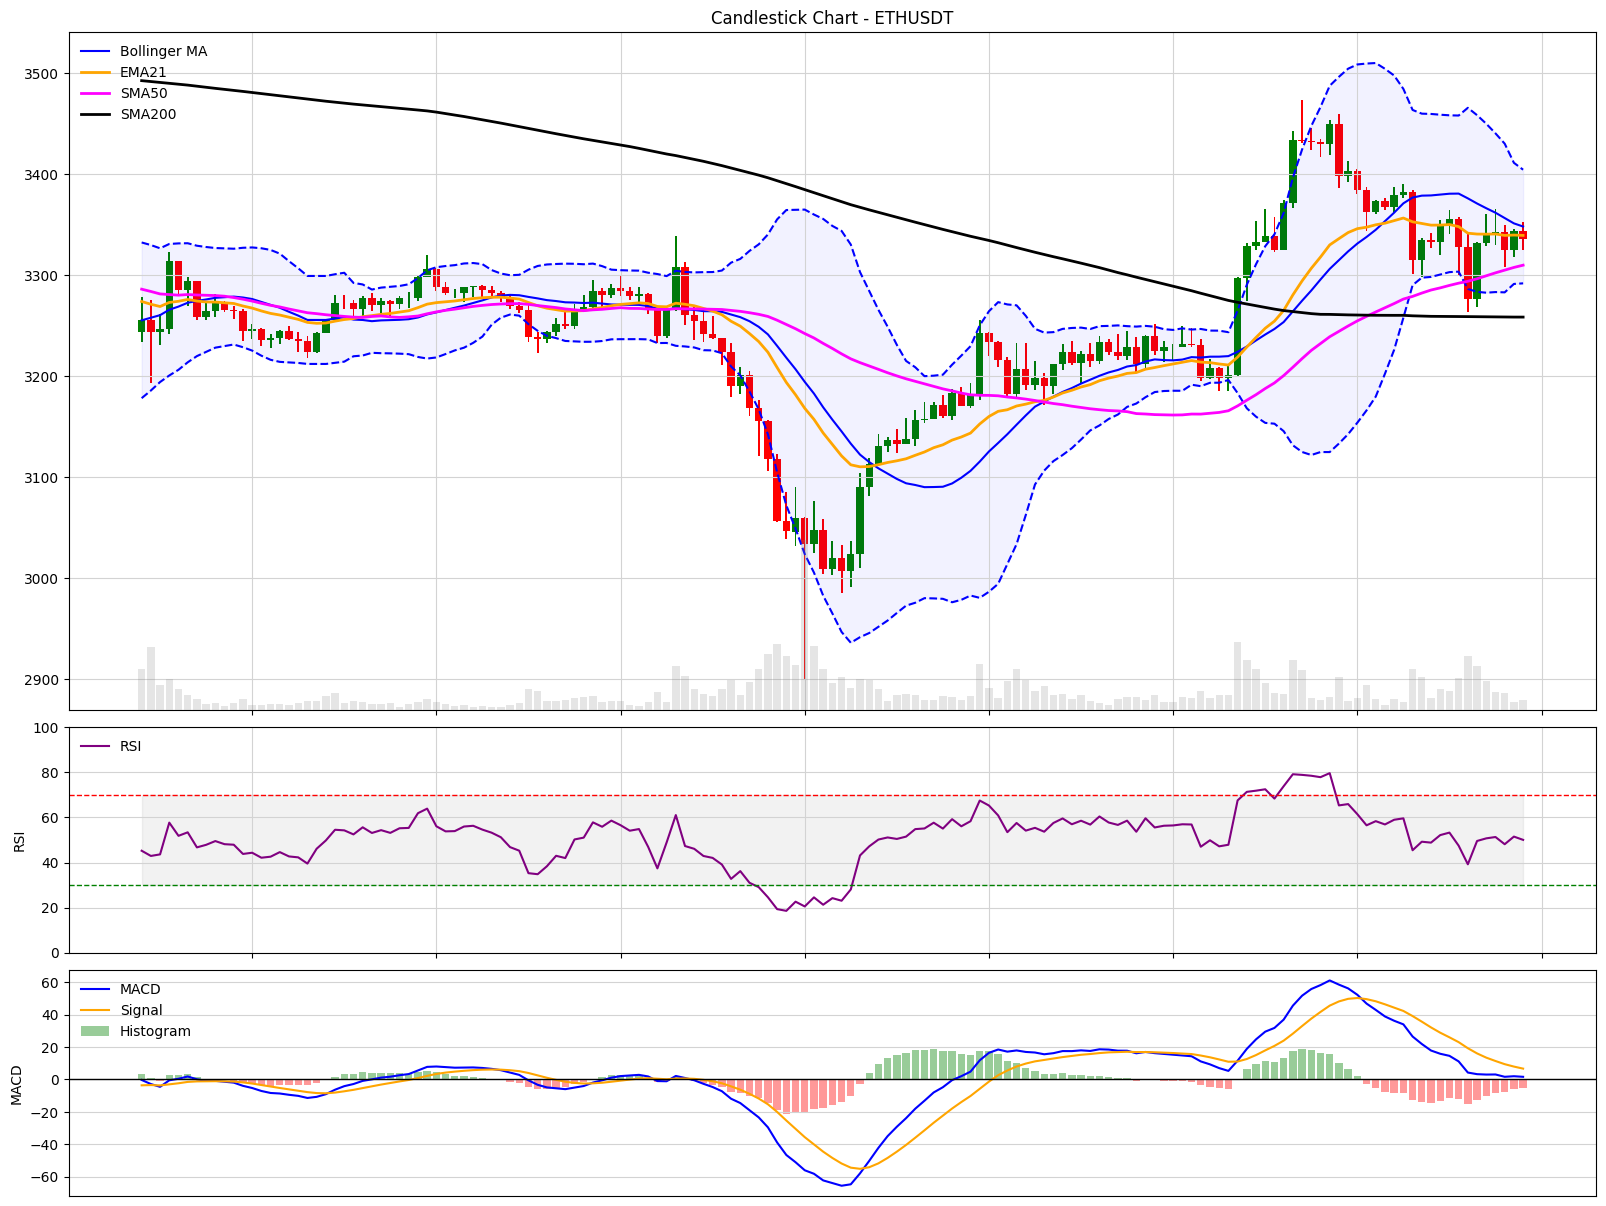 Candlestick Chart - ETHUSDT
Bollinger MA
EMA21
SMA50
SMA200
3500
3400
3300
3200
3100
3000
2900
RSI
100
80
60
40
20
0
RSI
MACD
Signal
Histogram
60
40
20
0
−20
−40
−60
MACD